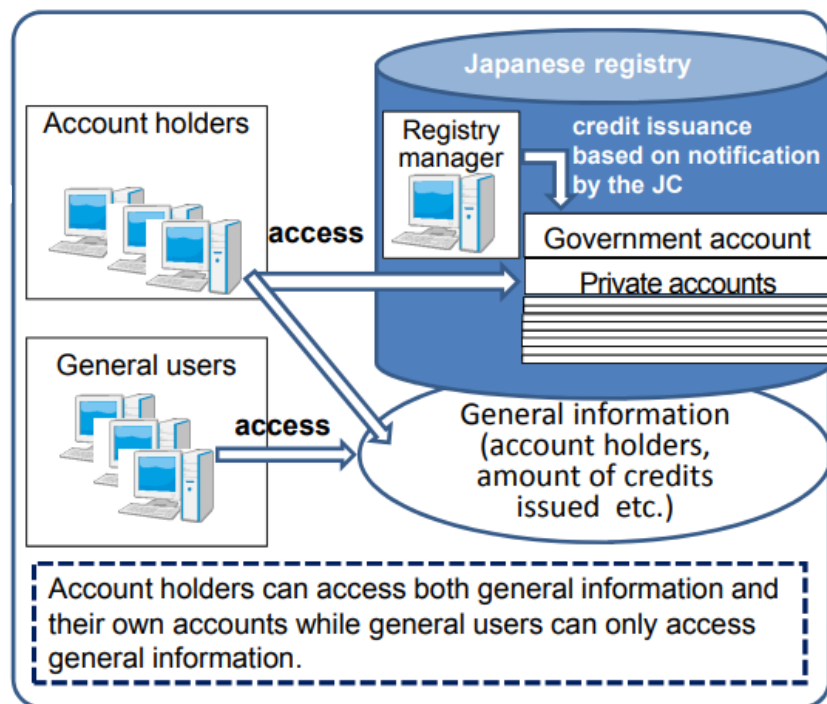 Japanese registry
Account holders
Registry
manager
credit issuance
based on notification
by the JC
access
Government account
Private accounts
General users
access
General information
(account holders,
amount of credits
issued etc.)
Account holders can access both general information and
their own accounts while general users can only access
general information.